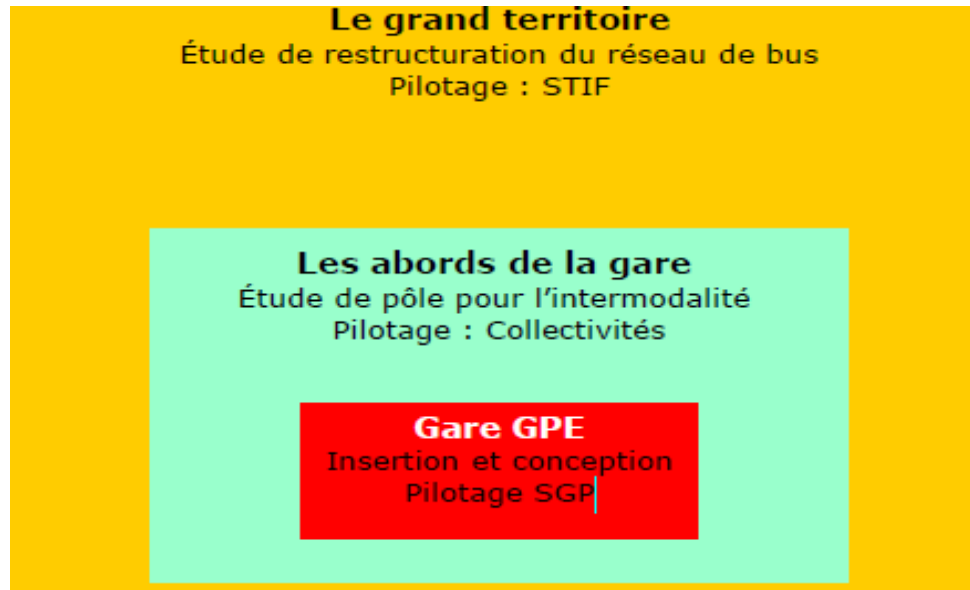 Le grand territoire
Étude de restructuration du réseau de bus
Pilotage : STIF
Les abords de la gare
Étude de pôle pour l’intermodalité
Pilotage : Collectivités
Gare GPE
Insertion et conception
Pilotage SGP